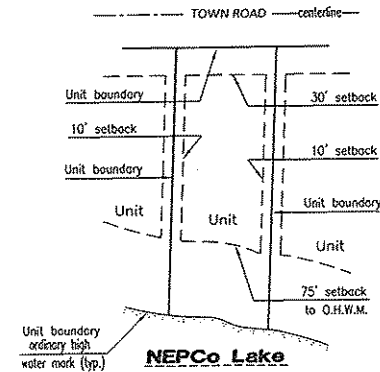 TOWN ROAD centerline
Unit boundary
30' setback
10' setback
10' setback
Unit boundary
Unit boundary
Unit
Unit
Unit
75' setback
to O.H.W.M.
Unit boundary
ordinary high
water mark (typ.)
NEPCo Lake